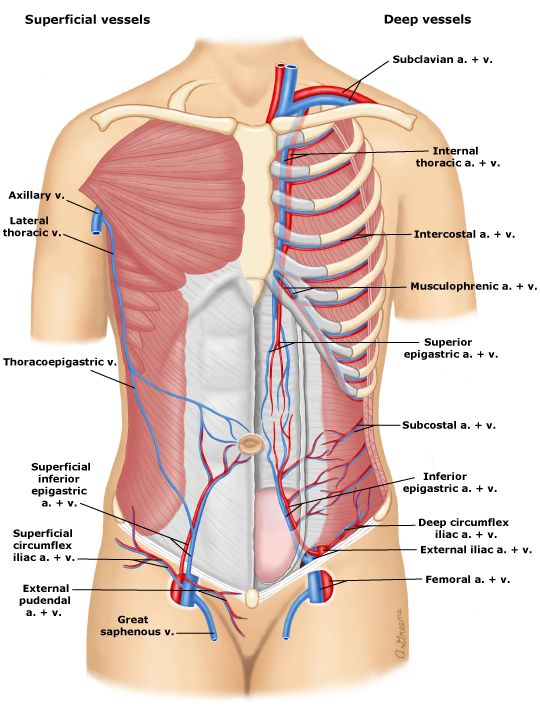 Superficial vessels
Deep vessels
Subclavian a. + v.
Internal
thoracic a. + v.
Axillary v.
Lateral
thoracic v.
Intercostal a. + v.
Musculophrenic a. + v.
Superior
epigastric a. + v.
Thoracoepigastric v.
Subcostal a. + v.
Superficial
inferior
epigastric
a. + v.
Inferior
epigastric a. + v.
Superficial
circumflex
iliac a. + v.
Deep circumflex
iliac a. + v.
External iliac a. + v.
External
pudendal
a. + v.
Femoral a. + v.
Great
saphenous v.
A. Greene